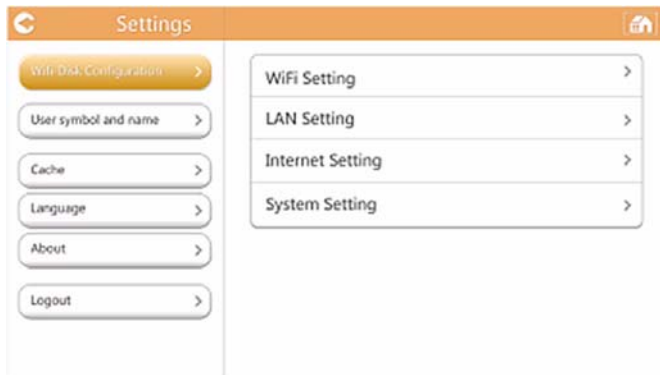 Settings
Wifi Disk Configuration
User symbol and name
Cache
Language
About
Logout
WiFi Setting
LAN Setting
Internet Setting
System Setting